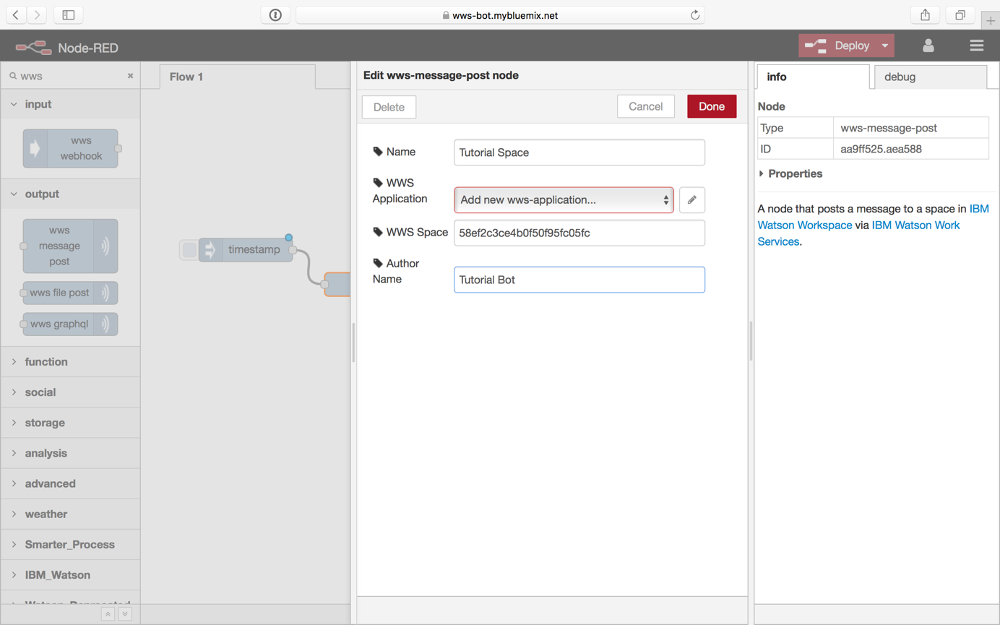 wws-bot.mybluemix.net
Node-RED
Deploy
wws
input
wws
webhook
output
wws
message
post
wws file post
wws graphql
function
social
storage
analysis
advanced
weather
Smarter_Process
IBM_Watson
Flow 1
timestamp
Edit wws-message-post node
Delete
Cancel
Done
Name
Tutorial Space
WWS
Application
Add new wws-application...
WWS Space
58ef2c3ce4b0f50f95fc05fc
Author
Name
Tutorial Bot
info
debug
Node
Type
wws-message-post
ID
aa9ff525.aea588
Properties
A node that posts a message to a space in IBM
Watson Workspace via IBM Watson Work
Services.